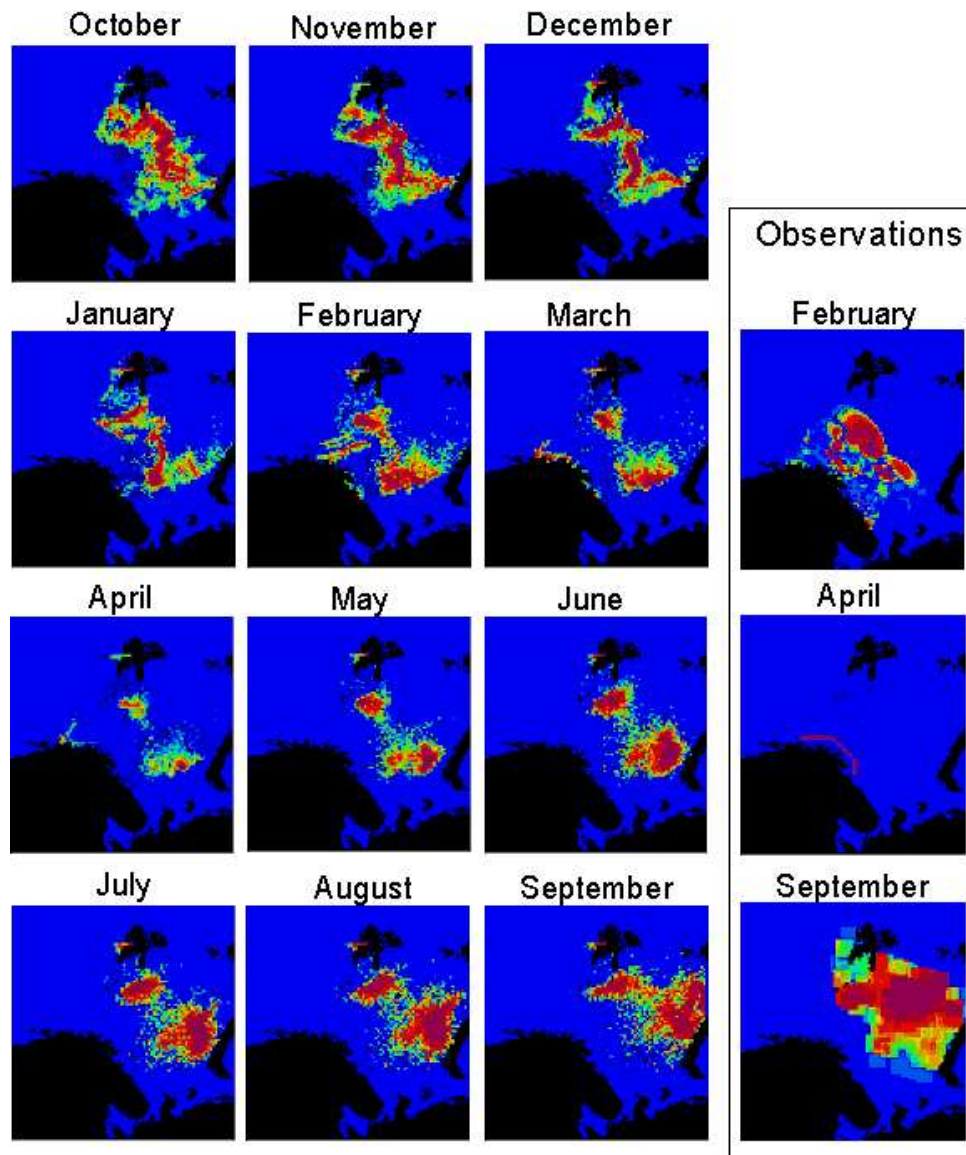 October
November
December
Observations
January
February
March
February
April
May
June
April
July
August
September
September